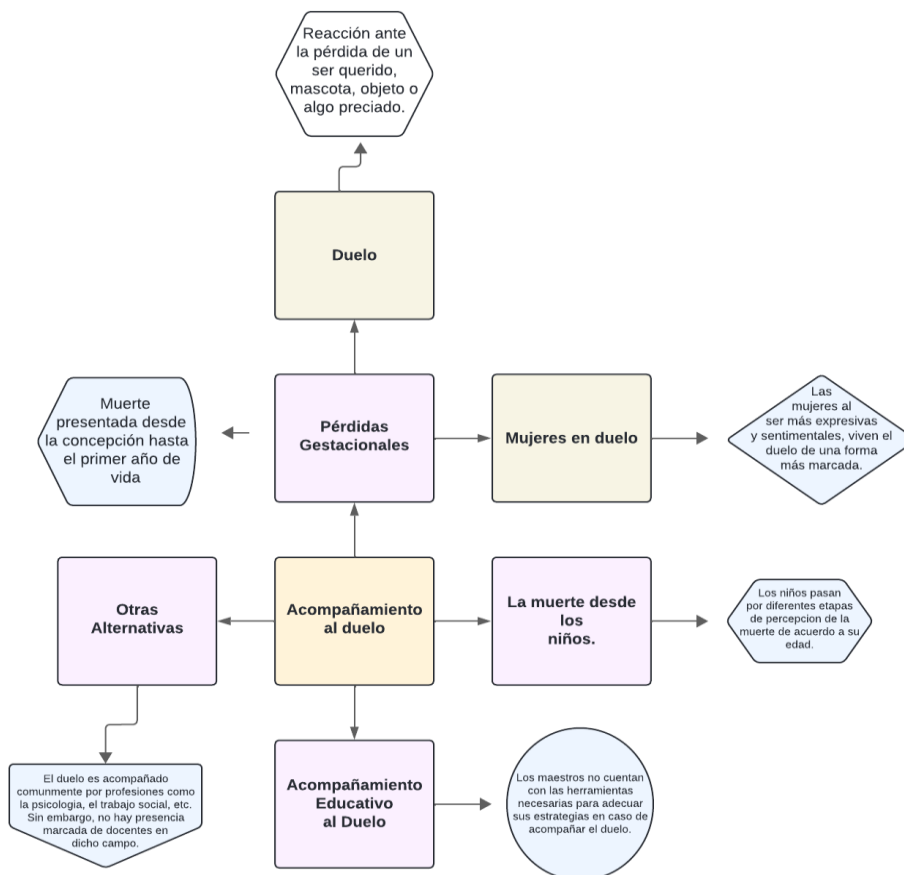 Reacción ante
la pérdida de un
ser querido,
mascota, objeto o
algo preciado.
Duelo
Muerte
presentada desde
la concepción hasta
el primer año de
vida
Pérdidas
Gestacionales
Mujeres en duelo
Las
mujeres al
ser más expresivas
y sentimentales, viven el
duelo de una forma
más marcada.
Otras
Alternativas
Acompañamiento
al duelo
La muerte desde
los
niños.
Los niños pasan
por diferentes etapas
de percepcion de la
muerte de acuerdo a su
edad.
El duelo es acompañado
comunmente por profesiones como
la psicologia, el trabajo social, etc.
Sin embargo, no hay presencia
marcada de docentes en
dicho campo.
Acompañamiento
Educativo
al Duelo
Los maestros no cuentan
con las herramientas
necesarias para adecuar
sus estrategias en caso de
acompañar el duelo.